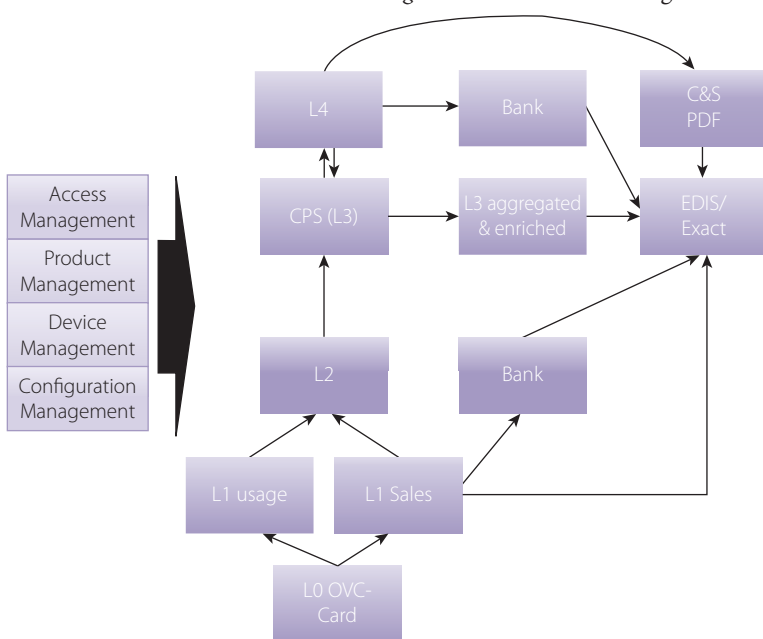 L4
Bank
C&S
PDF
CPS (L3)
L3 aggregated
& enriched
EDIS/
Exact
Access
Management
Product
Management
Device
Management
Configuration
Management
L2
Bank
L1 usage
L1 Sales
L0 OVC-
Card